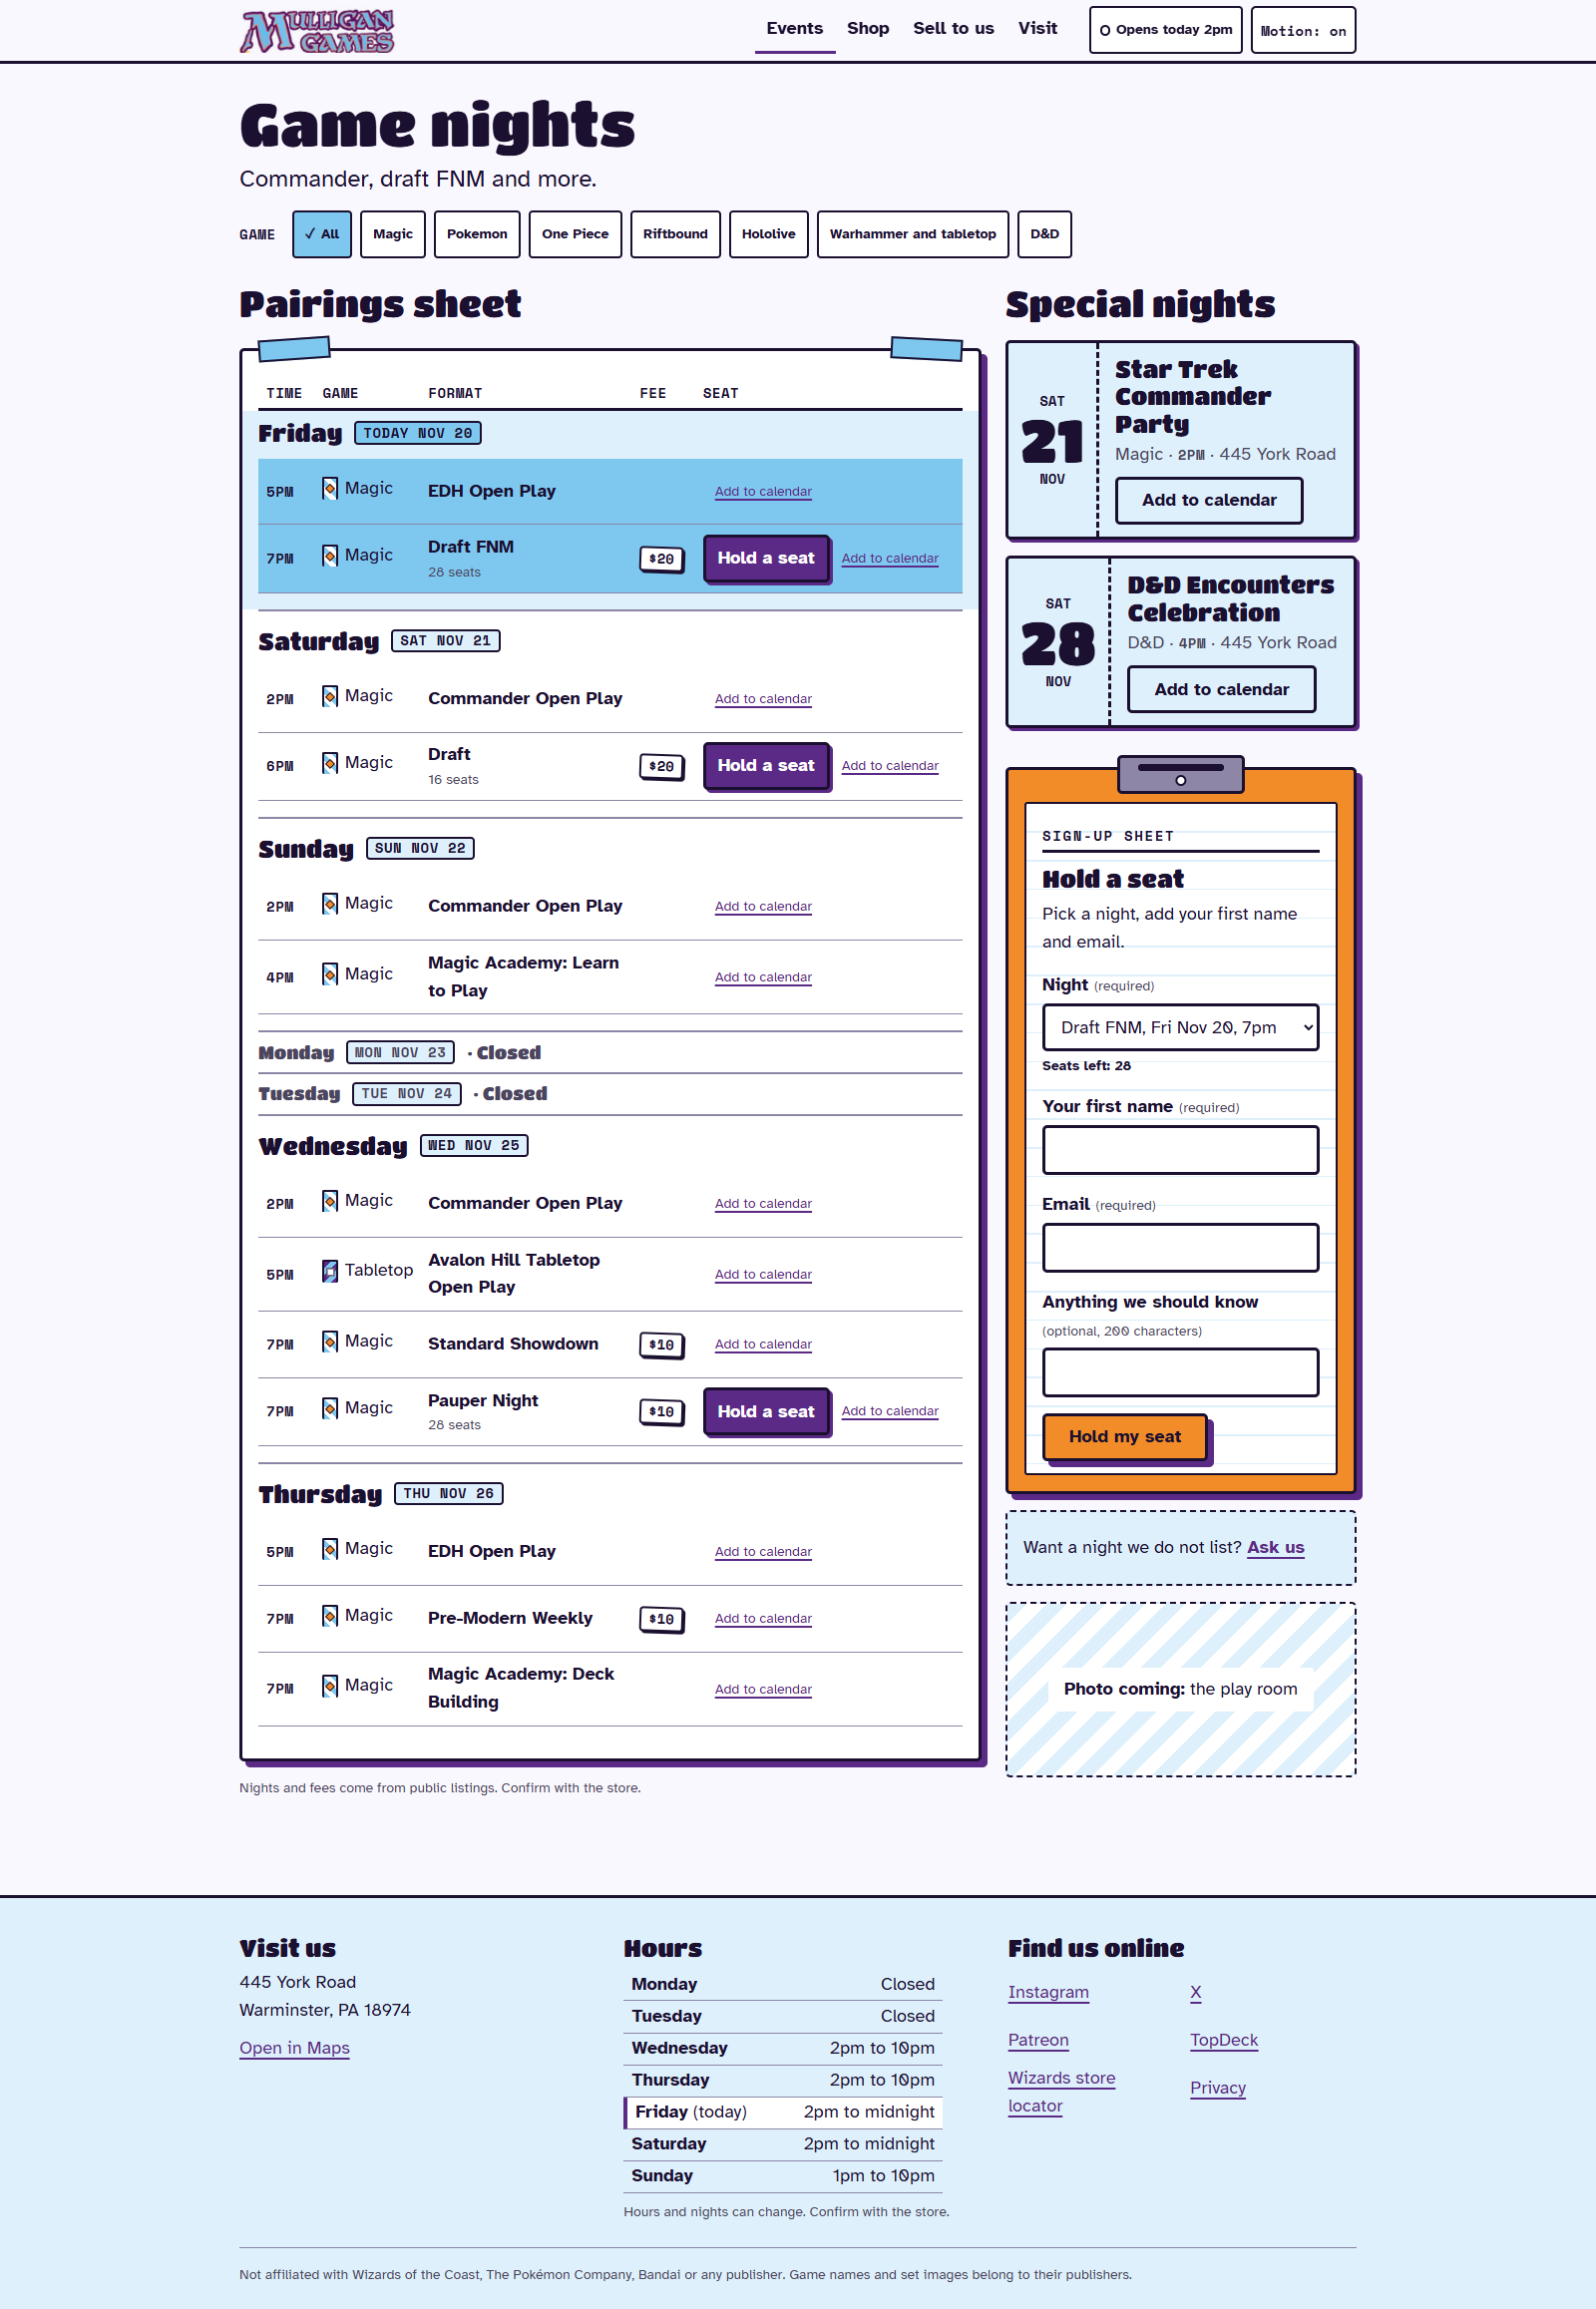 MULLIGAN GAMES
Events Shop Sell to us Visit
O Opens today 2pm
Motion: on
Game nights
Commander, draft FNM and more.
GAME ✓ All Magic Pokemon One Piece Riftbound Hololive Warhammer and tabletop D&D
Pairings sheet
TIME GAME FORMAT FEE SEAT
Friday TODAY NOV 20
5PM Magic EDH Open Play Add to calendar
7PM Magic Draft FNM $20 Hold a seat Add to calendar
28 seats
Saturday SAT NOV 21
2PM Magic Commander Open Play Add to calendar
6PM Magic Draft $20 Hold a seat Add to calendar
16 seats
Sunday SUN NOV 22
2PM Magic Commander Open Play Add to calendar
4PM Magic Magic Academy: Learn Add to calendar
to Play
Monday MON NOV 23 · Closed
Tuesday TUE NOV 24 · Closed
Wednesday WED NOV 25
2PM Magic Commander Open Play Add to calendar
5PM Tabletop Avalon Hill Tabletop Add to calendar
Open Play
7PM Magic Standard Showdown $10 Add to calendar
7PM Magic Pauper Night $10 Hold a seat Add to calendar
28 seats
Thursday THU NOV 26
5PM Magic EDH Open Play Add to calendar
7PM Magic Pre-Modern Weekly $10 Add to calendar
7PM Magic Magic Academy: Deck Add to calendar
Building
Nights and fees come from public listings. Confirm with the store.
Special nights
SAT
21
NOV
Star Trek
Commander
Party
Magic · 2PM · 445 York Road
Add to calendar
SAT
28
NOV
D&D Encounters
Celebration
D&D · 4PM · 445 York Road
Add to calendar
SIGN-UP SHEET
Hold a seat
Pick a night, add your first name
and email.
Night (required)
Draft FNM, Fri Nov 20, 7pm
Seats left: 28
Your first name (required)
Email (required)
Anything we should know
(optional, 200 characters)
Hold my seat
Want a night we do not list? Ask us
Photo coming: the play room
Visit us
445 York Road
Warminster, PA 18974
Open in Maps
Hours
Monday Closed
Tuesday Closed
Wednesday 2pm to 10pm
Thursday 2pm to 10pm
Friday (today) 2pm to midnight
Saturday 2pm to midnight
Sunday 1pm to 10pm
Hours and nights can change. Confirm with the store.
Find us online
Instagram X
Patreon TopDeck
Wizards store
locator
Privacy
Not affiliated with Wizards of the Coast, The Pokémon Company, Bandai or any publisher. Game names and set images belong to their publishers.